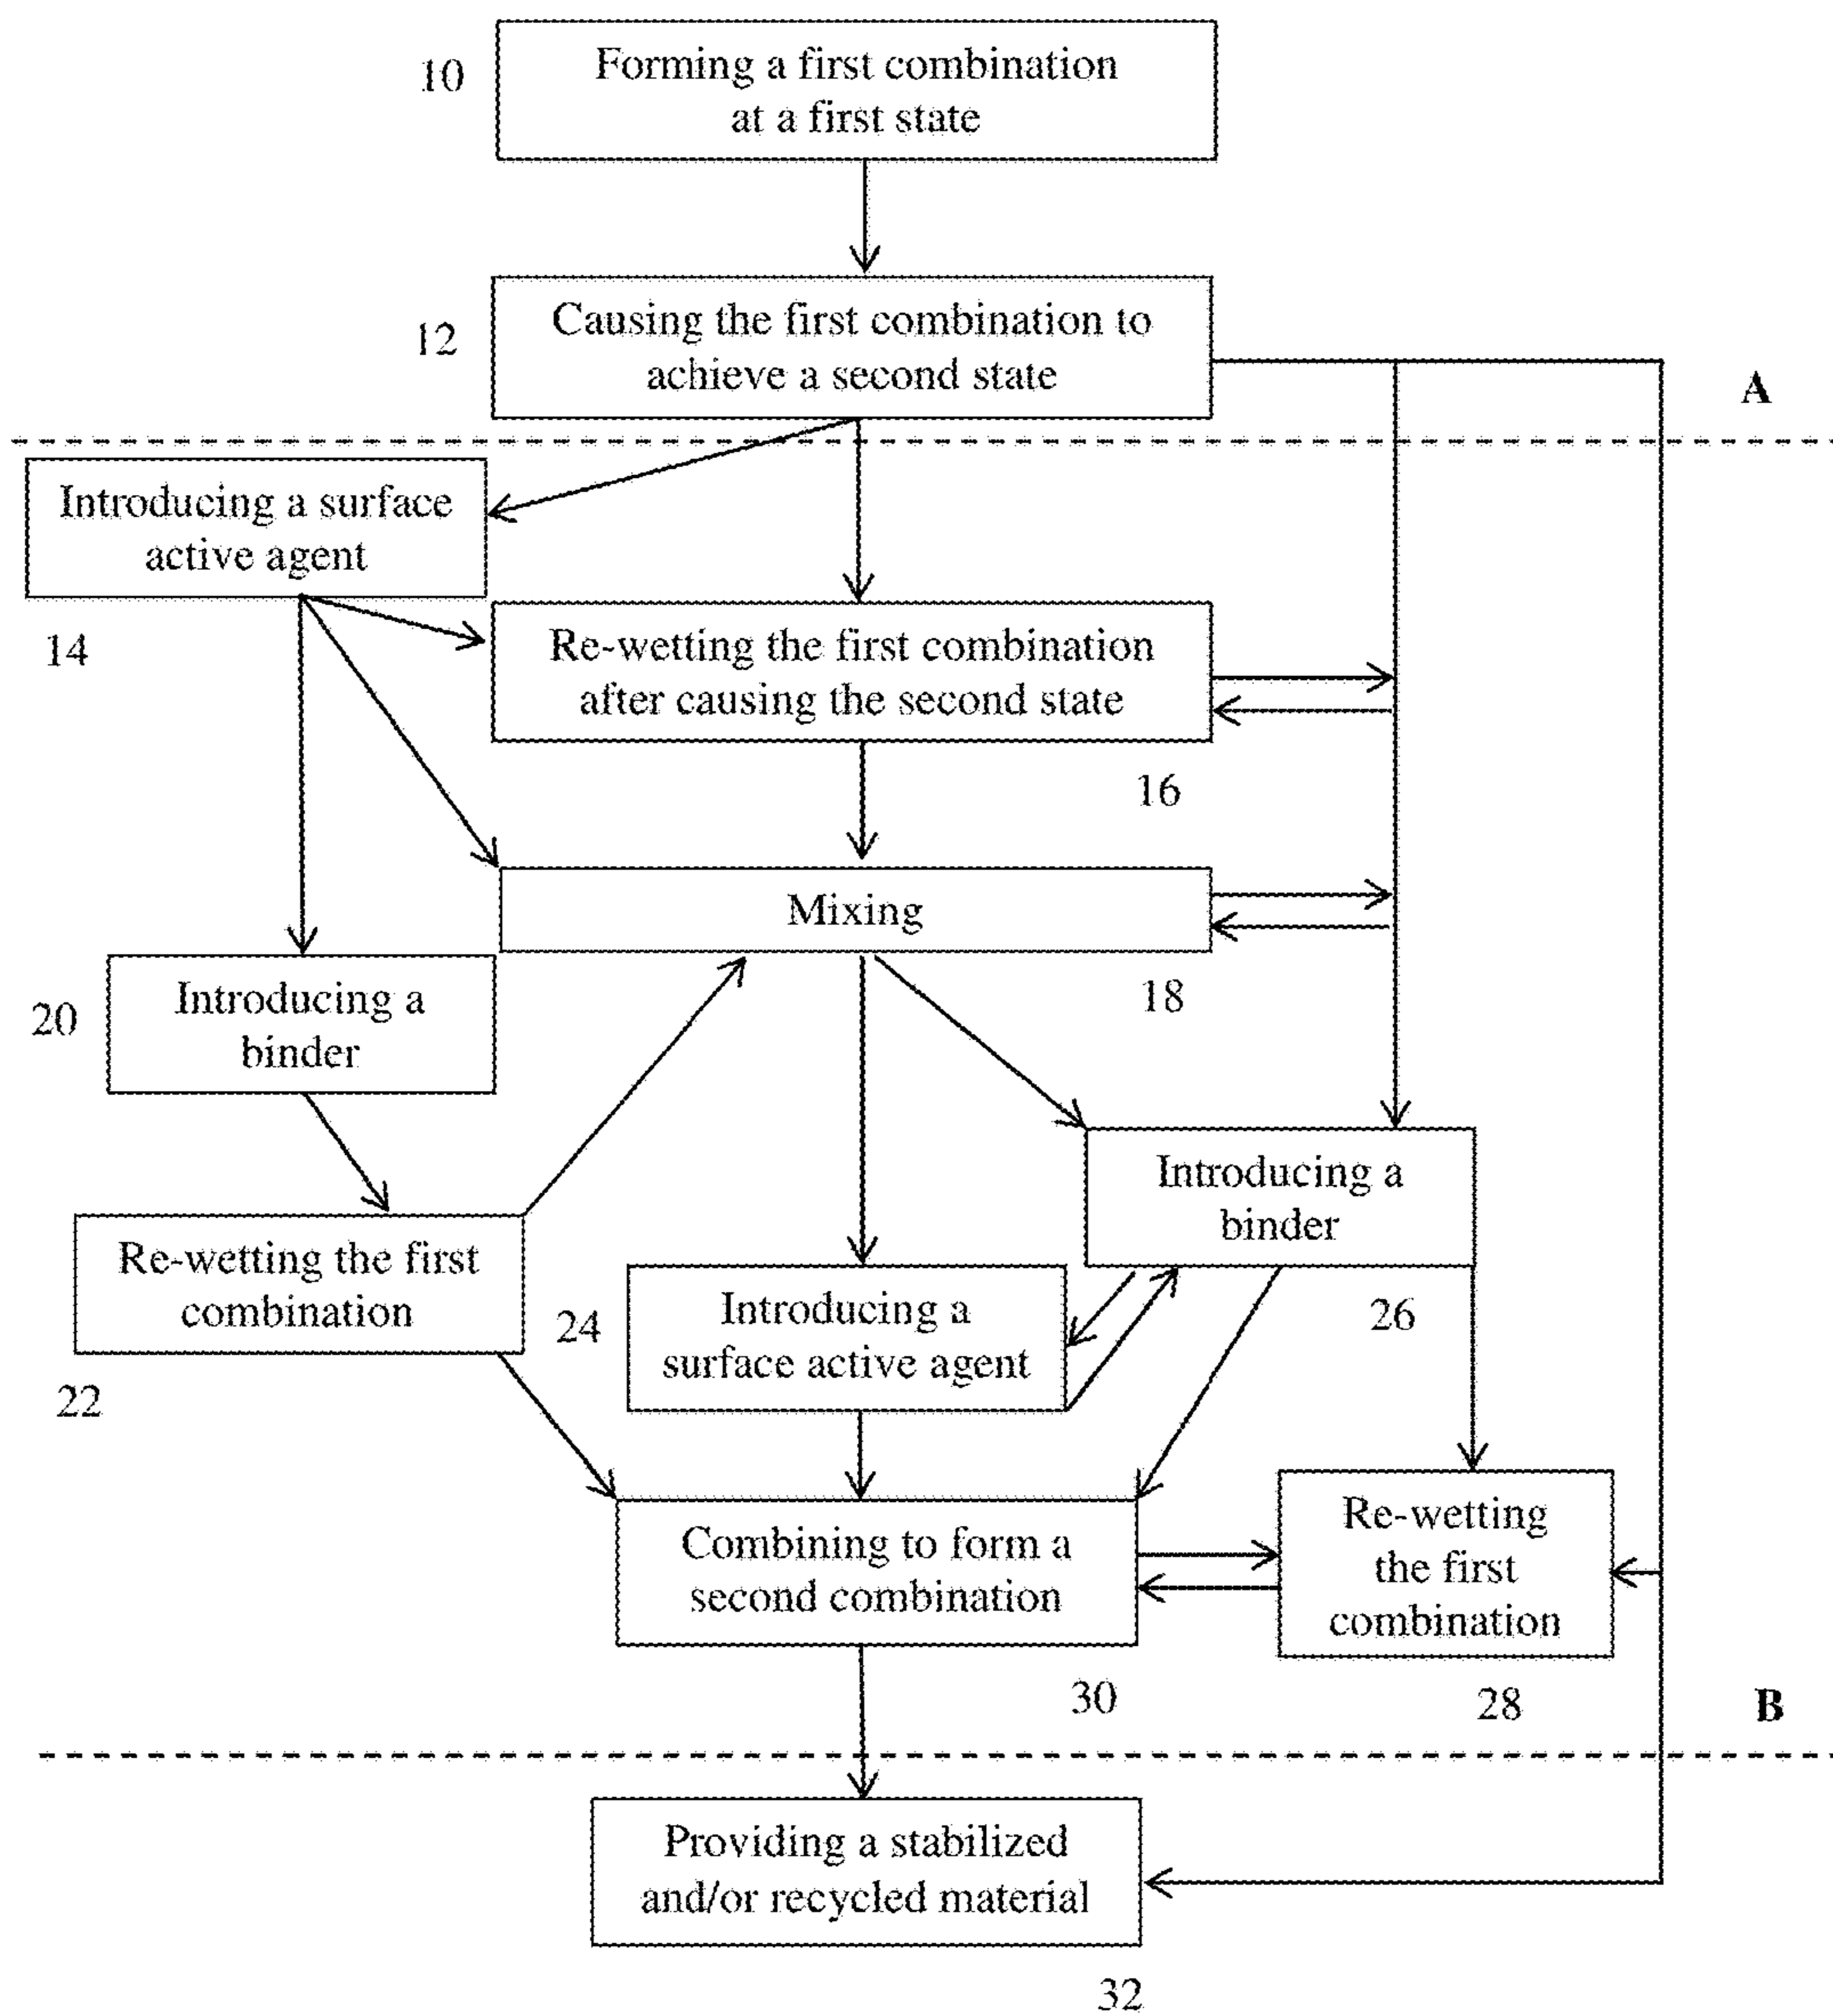 10
Forming a first combination
at a first state
12
Causing the first combination to
achieve a second state
A
Introducing a surface
active agent
14
Re-wetting the first combination
after causing the second state
16
Mixing
18
20
Introducing a
binder
Introducing a
binder
26
Re-wetting the first
combination
22
24
Introducing a
surface active agent
Combining to form a
second combination
30
Re-wetting
the first
combination
28
B
Providing a stabilized
and/or recycled material
32